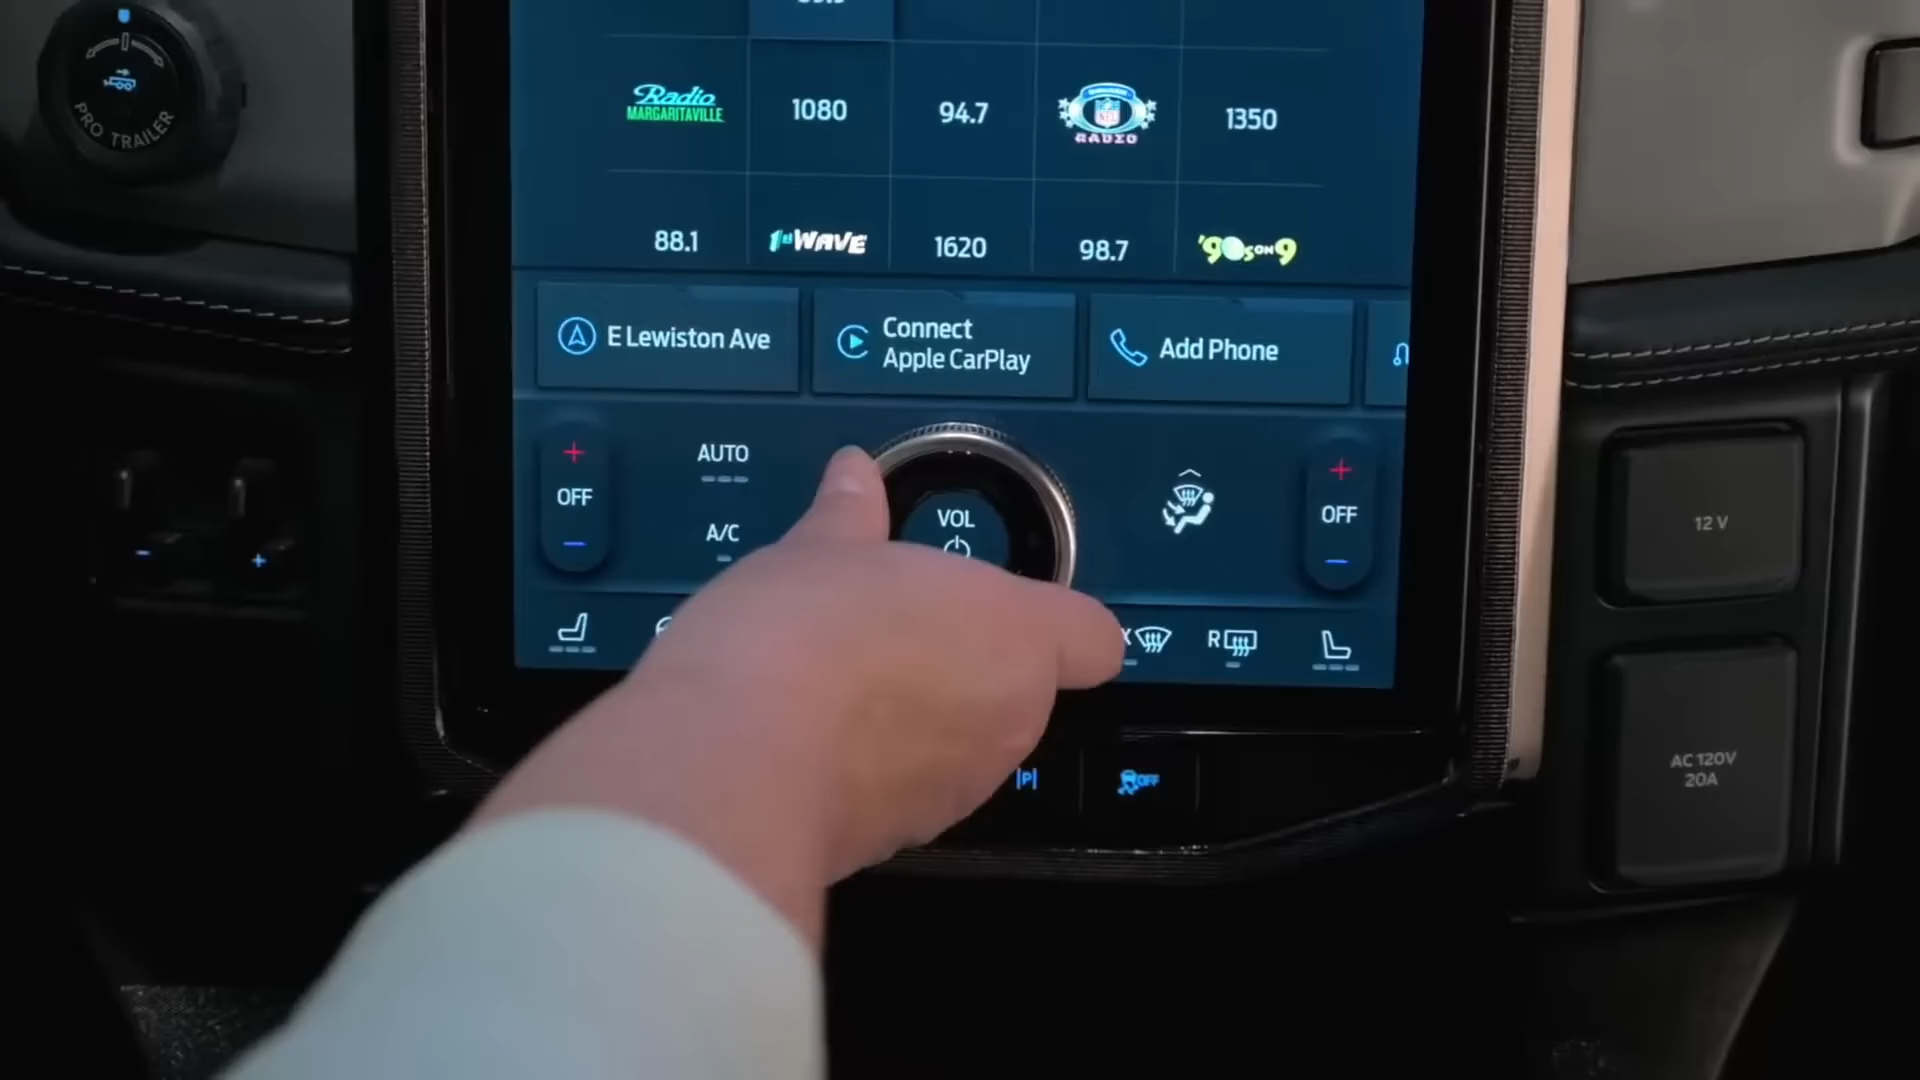 PRO TRAILER
Radio
MARGARITAVILLE
1080
94.7
NFL
RADIO
1350
88.1
1st WAVE
1620
98.7
'90s ON 9
E Lewiston Ave
Connect
Apple CarPlay
Add Phone
+
OFF
−
AUTO
A/C
VOL
+
OFF
−
R
P
OFF
- +
12 V
AC 120V
20A